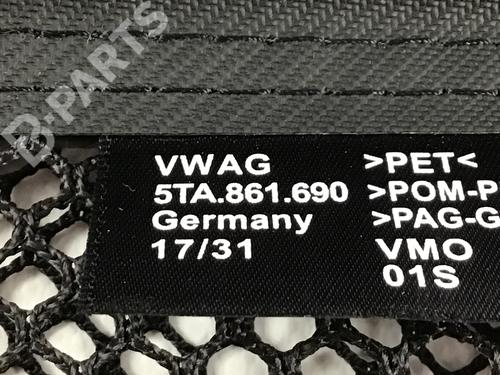 B-PARTS
VWAG >PET<
5TA.861.690 >POM-P
Germany >PAG-G
17/31 VMO
01S